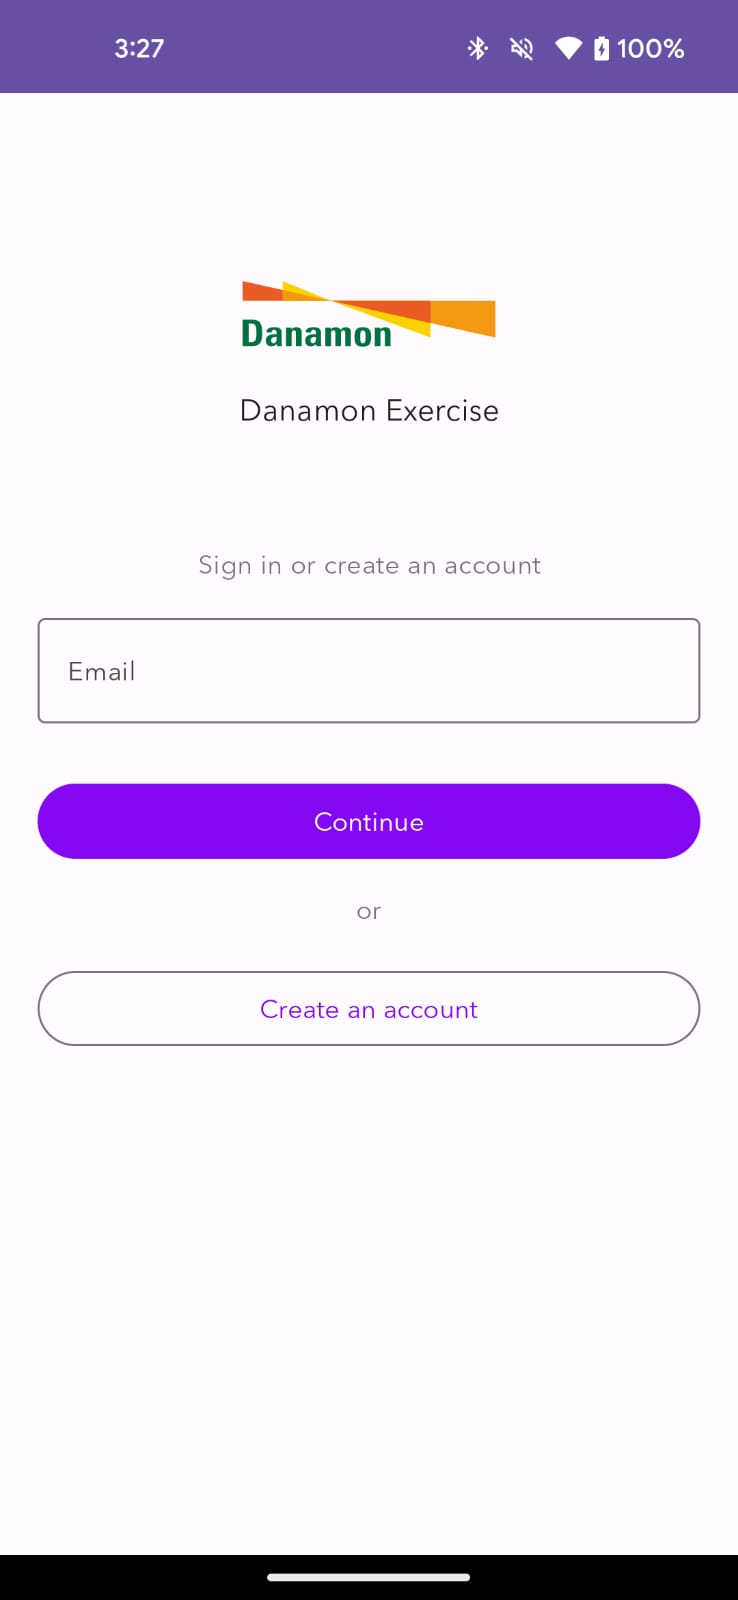 3:27
100%
Danamon
Danamon Exercise
Sign in or create an account
Email
Continue
or
Create an account